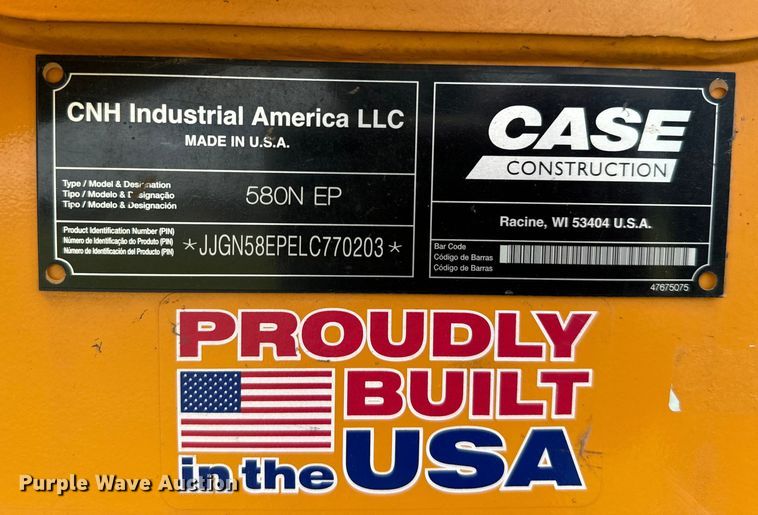 CNH Industrial America LLC
MADE IN U.S.A.
Type / Model & Designation
Tipo / Modelo & Designação
Tipo / Modelo & Designación
580N EP
Product Identification Number (PIN)
Número de Identificação do Produto (PIN)
Número de Identificación del Producto (PIN)
*JJGN58EPELC770203*
CASE
CONSTRUCTION
Racine, WI 53404 U.S.A.
Bar Code
Código de Barras
Código de Barras
47675075
PROUDLY
BUILT
in the USA
Purple Wave Auction